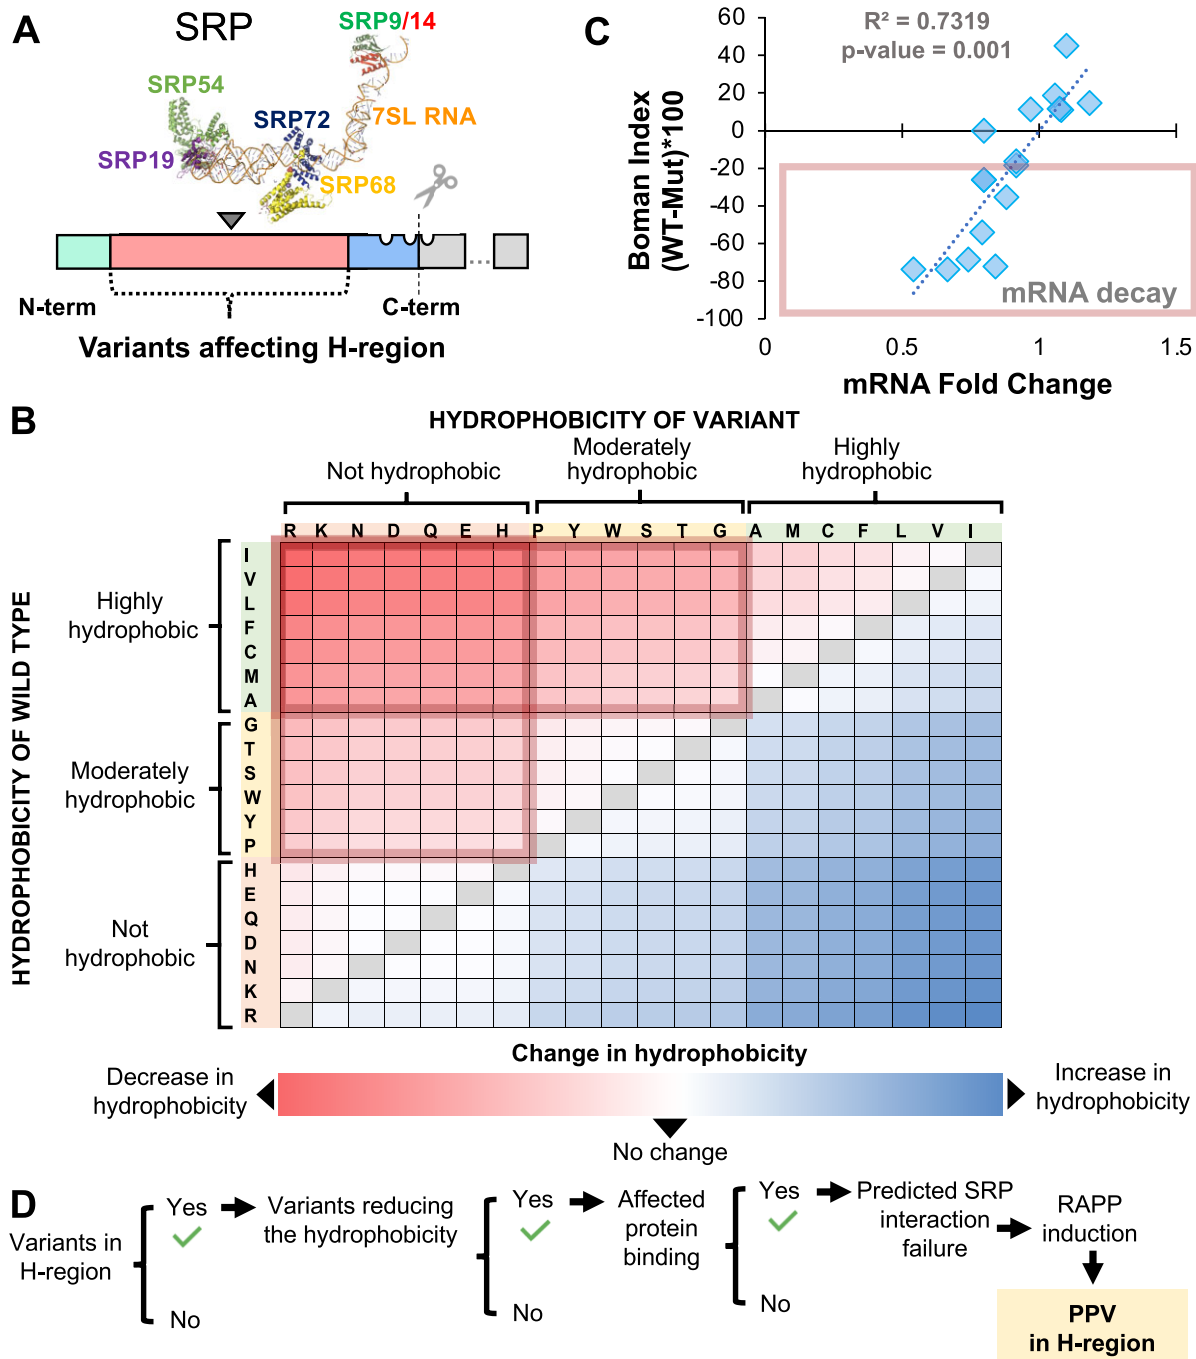 A
SRP
SRP9/14
SRP54
SRP72
7SL RNA
SRP19
SRP68
N-term
C-term
Variants affecting H-region
C
R² = 0.7319
p-value = 0.001
Boman Index
(WT-Mut)*100
60
40
20
0
-20
-40
-60
-80
-100
mRNA decay
0
0.5
1
1.5
mRNA Fold Change
B
HYDROPHOBICITY OF VARIANT
Not hydrophobic
Moderately
hydrophobic
Highly
hydrophobic
R K N D Q E H P Y W S T G A M C F L V I
HYDROPHOBICITY OF WILD TYPE
Highly
hydrophobic
Moderately
hydrophobic
Not
hydrophobic
I
V
L
F
C
M
A
G
T
S
W
Y
P
H
E
Q
D
N
K
R
Change in hydrophobicity
Decrease in
hydrophobicity
Increase in
hydrophobicity
No change
D
Variants in
H-region
Yes
No
Variants reducing
the hydrophobicity
Yes
No
Affected
protein
binding
Yes
No
Predicted SRP
interaction
failure
RAPP
induction
PPV
in H-region